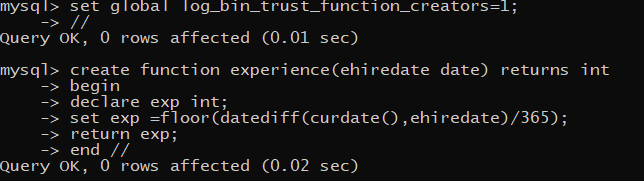 mysql> set global log_bin_trust_function_creators=1;
    -> //
Query OK, 0 rows affected (0.01 sec)
mysql> create function experience(ehiredate date) returns int
    -> begin
    -> declare exp int;
    -> set exp =floor(datediff(curdate(),ehiredate)/365);
    -> return exp;
    -> end //
Query OK, 0 rows affected (0.02 sec)